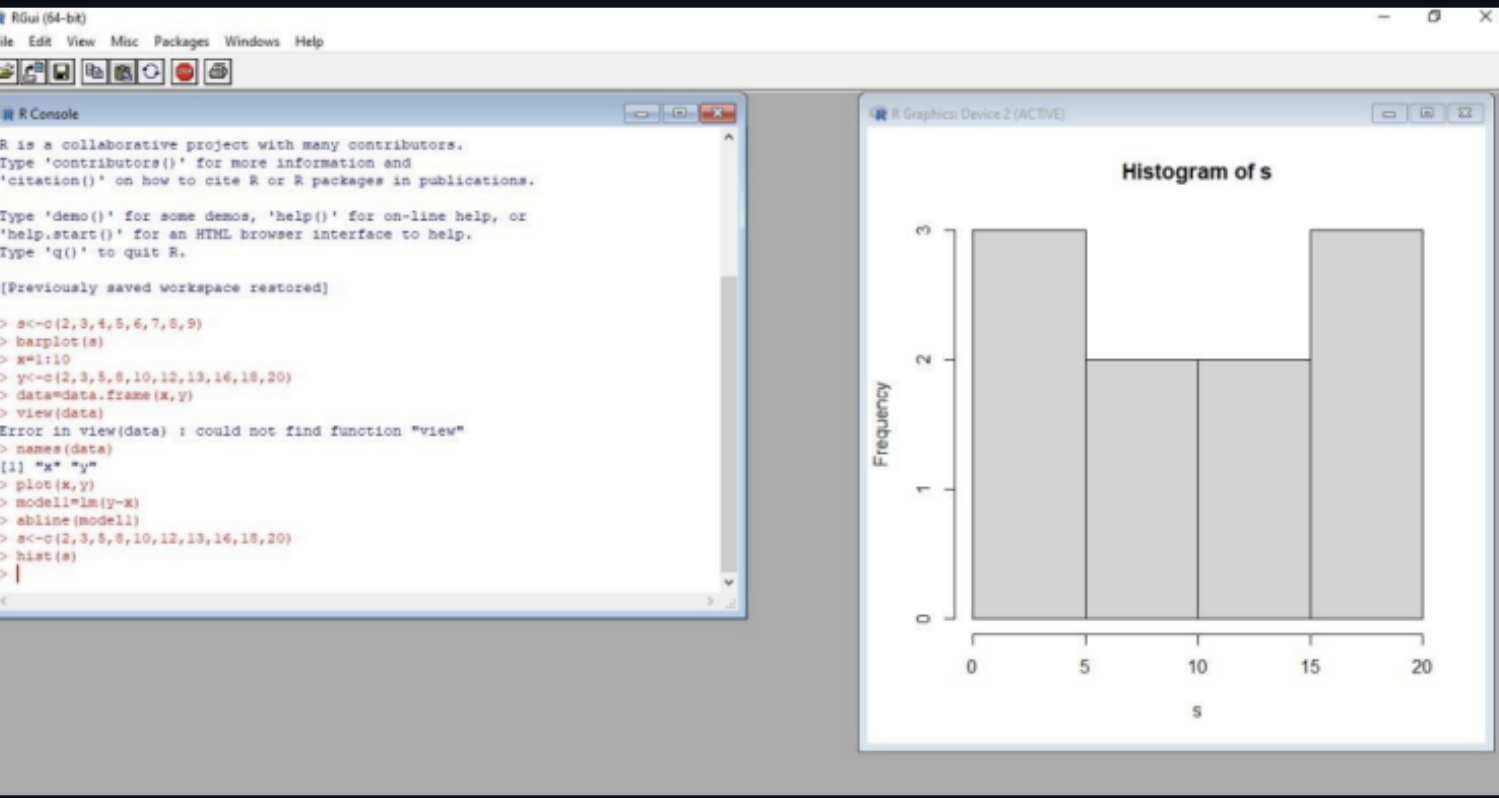 RGui (64-bit)
ile Edit View Misc Packages Windows Help
R Console
R is a collaborative project with many contributors.
Type 'contributors()' for more information and
'citation()' on how to cite R or R packages in publications.
Type 'demo()' for some demos, 'help()' for on-line help, or
'help.start()' for an HTML browser interface to help.
Type 'q()' to quit R.
[Previously saved workspace restored]
> s<-c(2,3,4,5,6,7,8,9)
> barplot(s)
> x=1:10
> y<-c(2,3,5,8,10,12,13,16,18,20)
> data=data.frame(x,y)
> view(data)
Error in view(data) : could not find function "view"
> names(data)
[1] "x" "y"
> plot(x,y)
> model1=lm(y~x)
> abline(model1)
> s<-c(2,3,5,8,10,12,13,16,18,20)
> hist(s)
>
R Graphics: Device 2 (ACTIVE)
Histogram of s
3
2
1
0
Frequency
0 5 10 15 20
s